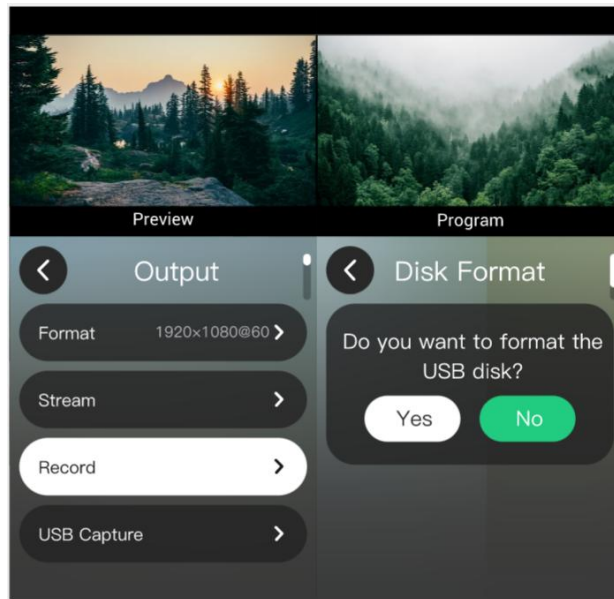 Preview
Program
Output
Format 1920×1080@60
Stream
Record
USB Capture
Disk Format
Do you want to format the
USB disk?
Yes
No